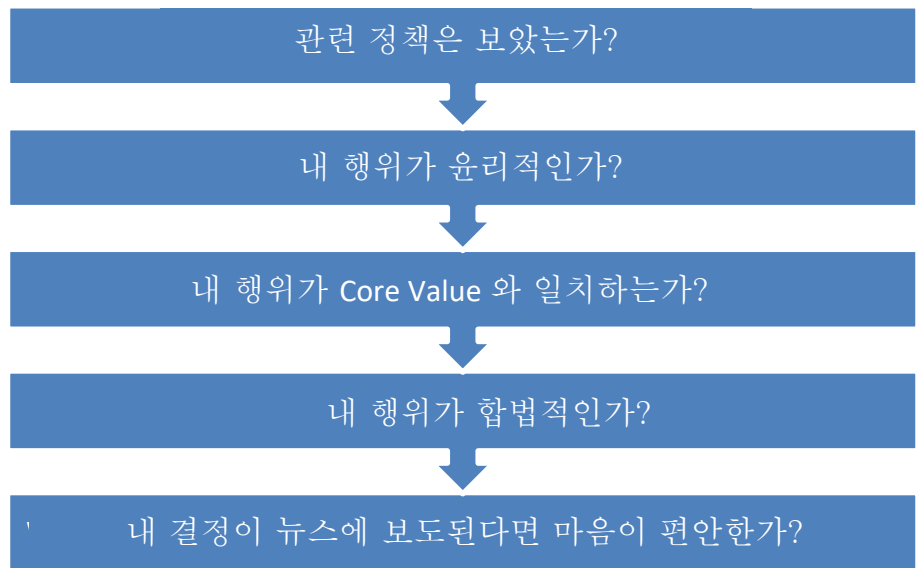 관련 정책은 보았는가?
내 행위가 윤리적인가?
내 행위가 Core Value 와 일치하는가?
내 행위가 합법적인가?
내 결정이 뉴스에 보도된다면 마음이 편안한가?